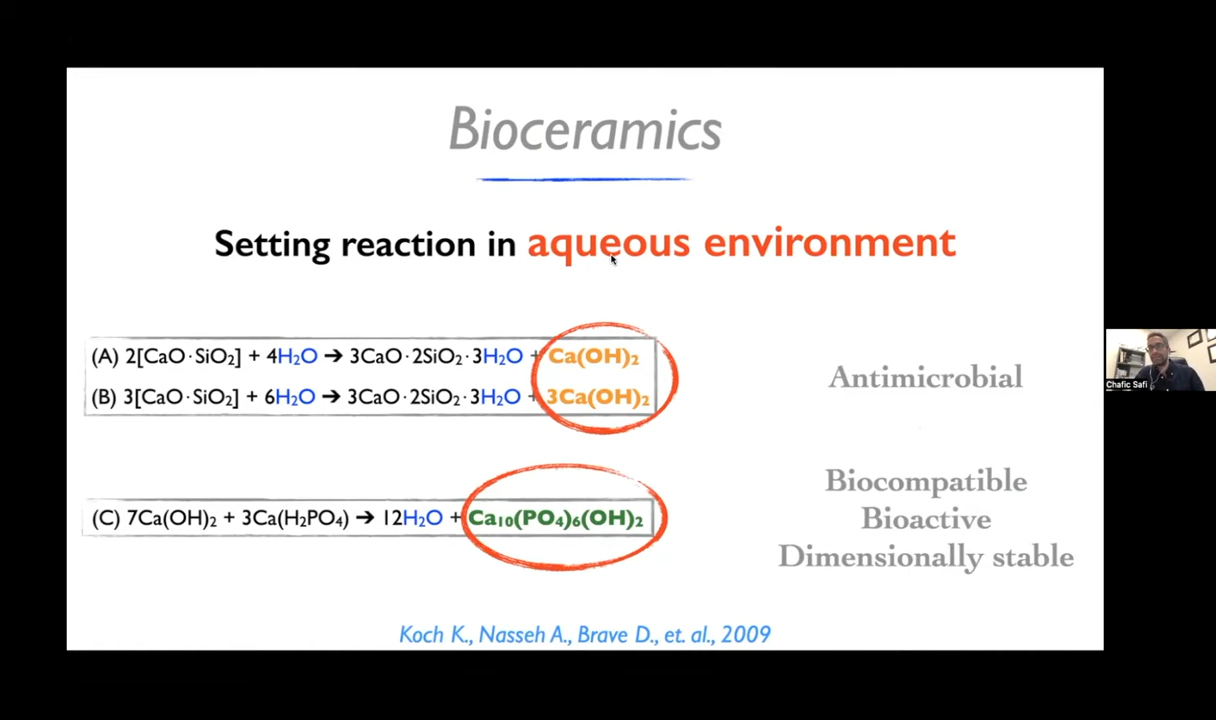 Bioceramics
Setting reaction in aqueous environment
(A) 2[CaO·SiO₂] + 4H₂O ➔ 3CaO·2SiO₂·3H₂O + Ca(OH)₂
(B) 3[CaO·SiO₂] + 6H₂O ➔ 3CaO·2SiO₂·3H₂O + 3Ca(OH)₂
Antimicrobial
(C) 7Ca(OH)₂ + 3Ca(H₂PO₄) ➔ 12H₂O + Ca₁₀(PO₄)₆(OH)₂
Biocompatible
Bioactive
Dimensionally stable
Koch K., Nasseh A., Brave D., et. al., 2009
Chafic Safi